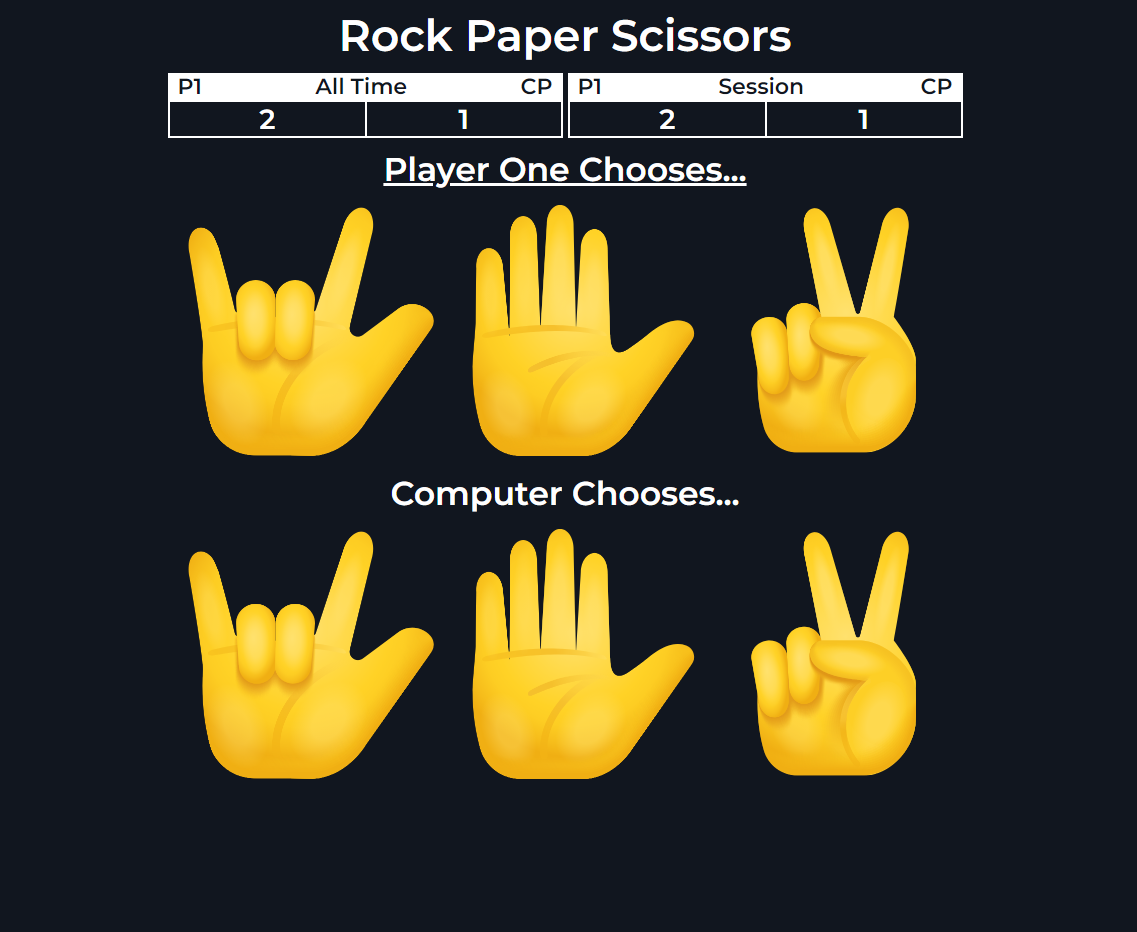 Rock Paper Scissors
P1 All Time CP P1 Session CP
2 1 2 1
Player One Chooses...
Computer Chooses...